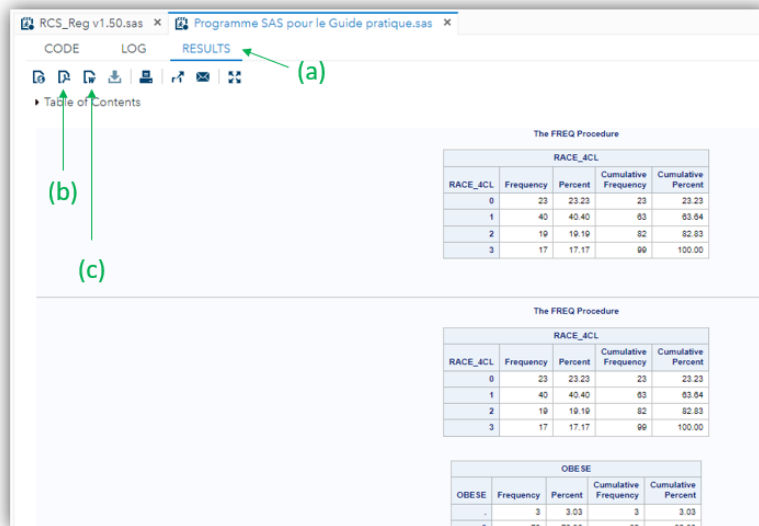 RCS_Reg v1.50.sas × Programme SAS pour le Guide pratique.sas ×
CODE LOG RESULTS
(a)
Table of Contents
(b)
(c)
The FREQ Procedure
RACE_4CL
RACE_4CL Frequency Percent Cumulative Frequency Cumulative Percent
0 23 23.23 23 23.23
1 40 40.40 63 63.64
2 19 19.19 82 82.83
3 17 17.17 99 100.00
The FREQ Procedure
RACE_4CL
RACE_4CL Frequency Percent Cumulative Frequency Cumulative Percent
0 23 23.23 23 23.23
1 40 40.40 63 63.64
2 19 19.19 82 82.83
3 17 17.17 99 100.00
OBESE
OBESE Frequency Percent Cumulative Frequency Cumulative Percent
. 3 3.03 3 3.03